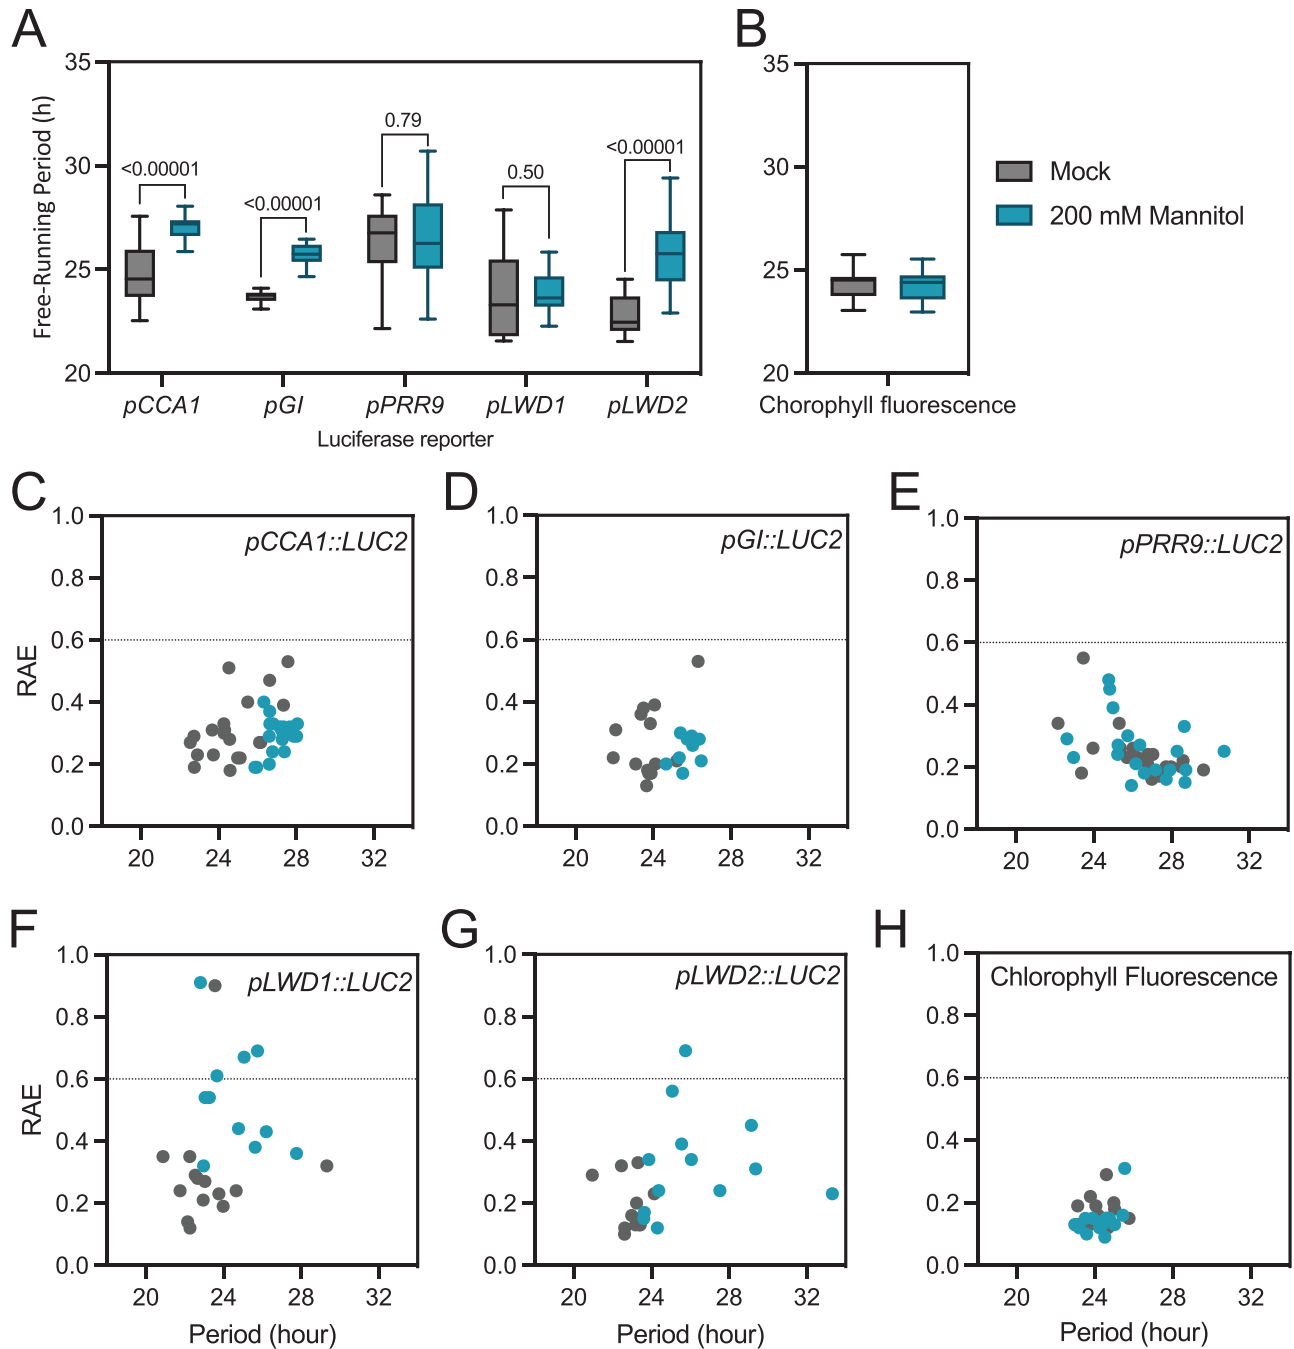 A
B
35
30
25
20
Free-Running Period (h)
<0.00001
<0.00001
0.79
0.50
<0.00001
pCCA1
pGI
pPRR9
pLWD1
pLWD2
Luciferase reporter
35
30
25
20
Chorophyll fluorescence
Mock
200 mM Mannitol
C
1.0
0.8
0.6
0.4
0.2
0.0
RAE
pCCA1::LUC2
20 24 28 32
D
1.0
0.8
0.6
0.4
0.2
0.0
pGI::LUC2
20 24 28 32
E
1.0
0.8
0.6
0.4
0.2
0.0
pPRR9::LUC2
20 24 28 32
F
1.0
0.8
0.6
0.4
0.2
0.0
RAE
pLWD1::LUC2
20 24 28 32
Period (hour)
G
1.0
0.8
0.6
0.4
0.2
0.0
pLWD2::LUC2
20 24 28 32
Period (hour)
H
1.0
0.8
0.6
0.4
0.2
0.0
Chlorophyll Fluorescence
20 24 28 32
Period (hour)